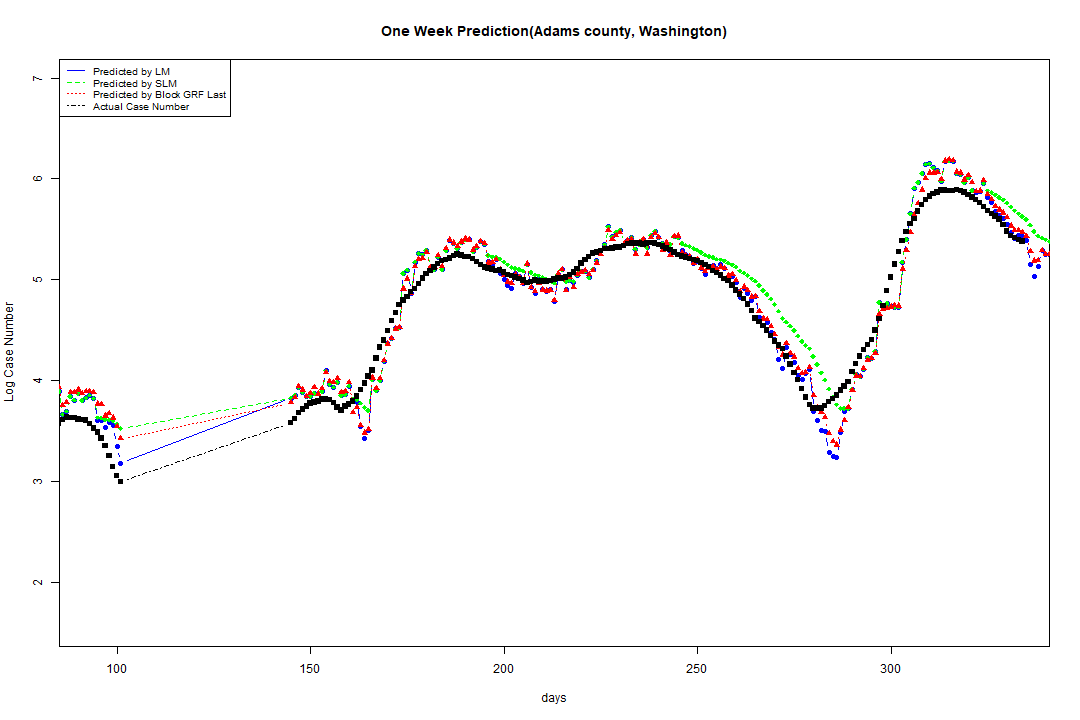 One Week Prediction(Adams county, Washington)
Predicted by LM
Predicted by SLM
Predicted by Block GRF Last
Actual Case Number
7
6
5
4
3
2
Log Case Number
100 150 200 250 300
days